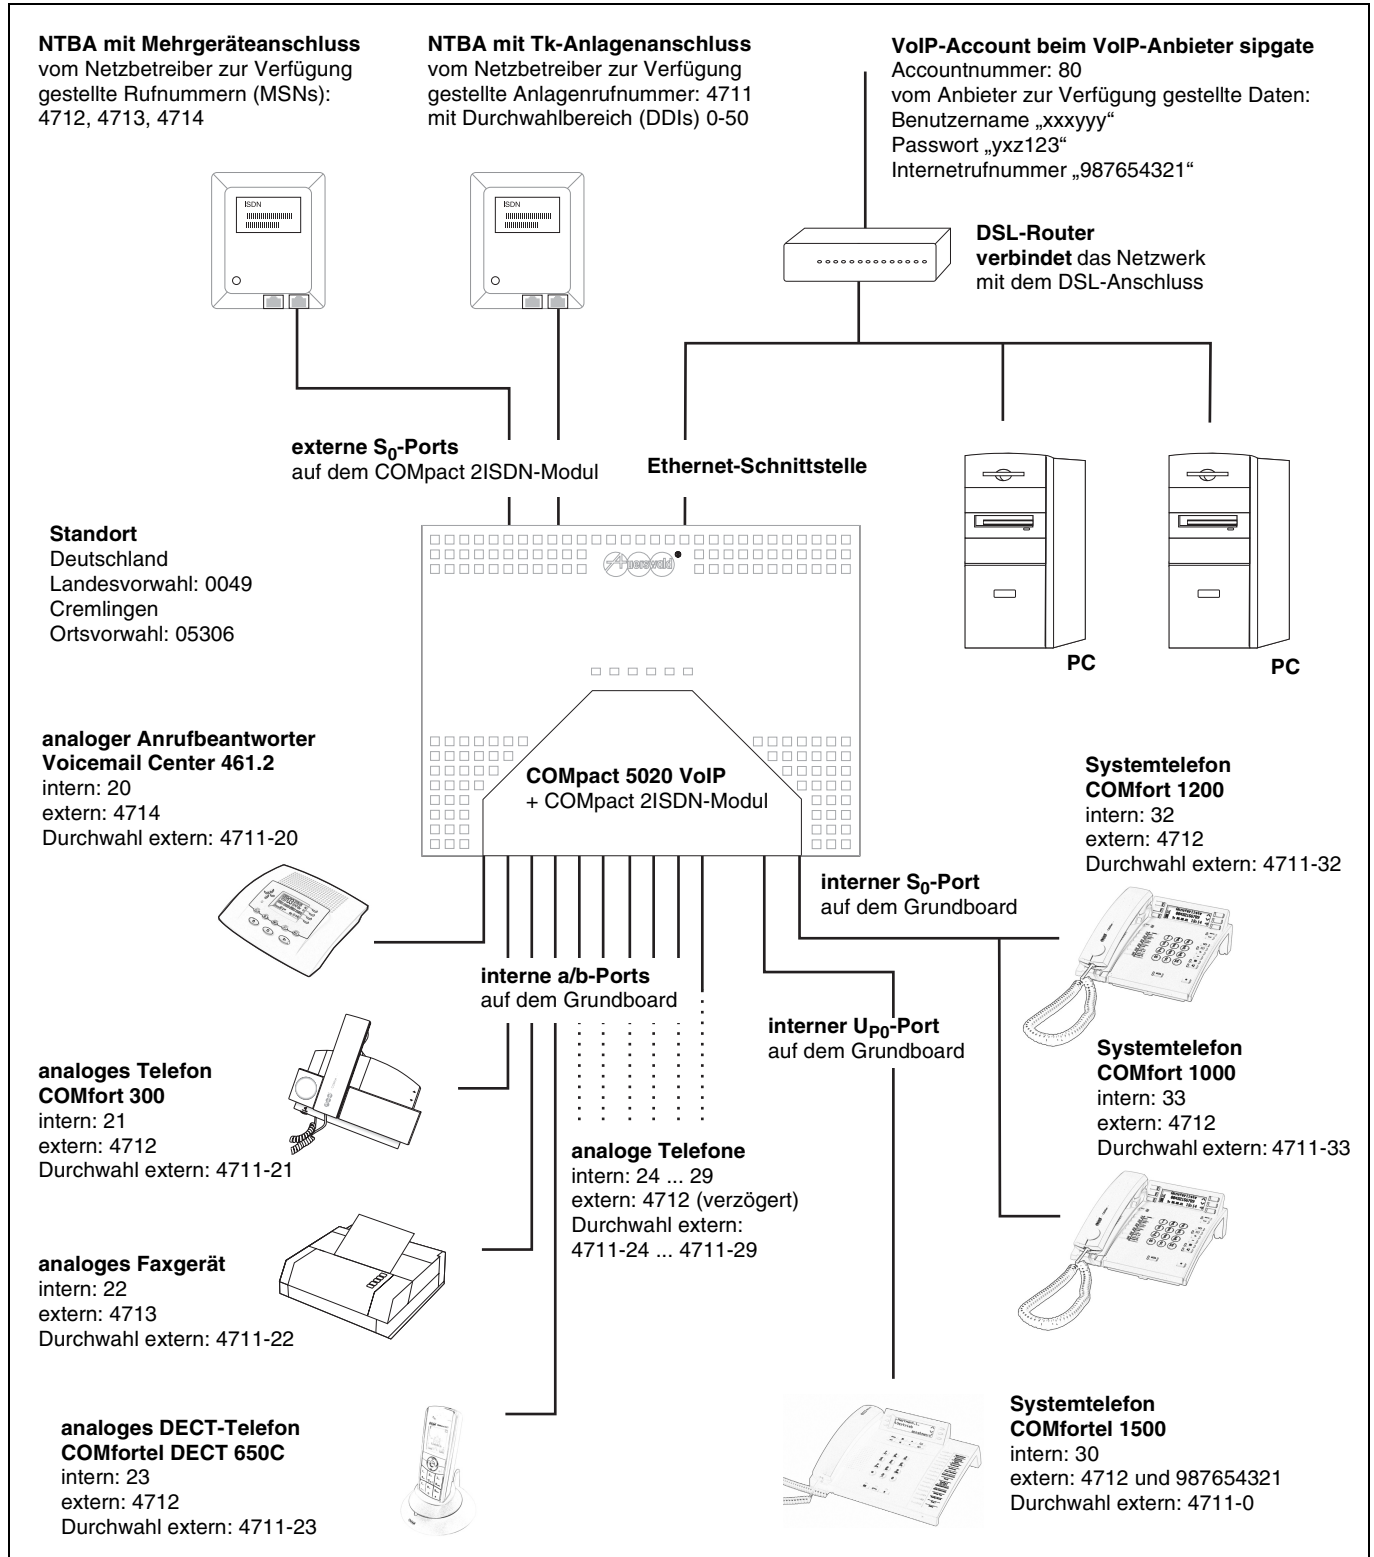 NTBA mit Mehrgeräteanschluss
vom Netzbetreiber zur Verfügung
gestellte Rufnummern (MSNs):
4712, 4713, 4714
NTBA mit Tk-Anlagenanschluss
vom Netzbetreiber zur Verfügung
gestellte Anlagenrufnummer: 4711
mit Durchwahlbereich (DDIs) 0-50
VoIP-Account beim VoIP-Anbieter sipgate
Accountnummer: 80
vom Anbieter zur Verfügung gestellte Daten:
Benutzername „xxxyyy“
Passwort „yxz123“
Internetrufnummer „987654321“
ISDN
ISDN
DSL-Router
verbindet das Netzwerk
mit dem DSL-Anschluss
externe S0-Ports
auf dem COMpact 2ISDN-Modul
Ethernet-Schnittstelle
Standort
Deutschland
Landesvorwahl: 0049
Cremlingen
Ortsvorwahl: 05306
Auerswald
PC
PC
analoger Anrufbeantworter
Voicemail Center 461.2
intern: 20
extern: 4714
Durchwahl extern: 4711-20
COMpact 5020 VoIP
+ COMpact 2ISDN-Modul
Systemtelefon
COMfort 1200
intern: 32
extern: 4712
Durchwahl extern: 4711-32
interner S0-Port
auf dem Grundboard
interne a/b-Ports
auf dem Grundboard
interner UP0-Port
auf dem Grundboard
analoges Telefon
COMfort 300
intern: 21
extern: 4712
Durchwahl extern: 4711-21
Systemtelefon
COMfort 1000
intern: 33
extern: 4712
Durchwahl extern: 4711-33
analoge Telefone
intern: 24 ... 29
extern: 4712 (verzögert)
Durchwahl extern:
4711-24 ... 4711-29
analoges Faxgerät
intern: 22
extern: 4713
Durchwahl extern: 4711-22
analoges DECT-Telefon
COMfortel DECT 650C
intern: 23
extern: 4712
Durchwahl extern: 4711-23
Systemtelefon
COMfortel 1500
intern: 30
extern: 4712 und 987654321
Durchwahl extern: 4711-0